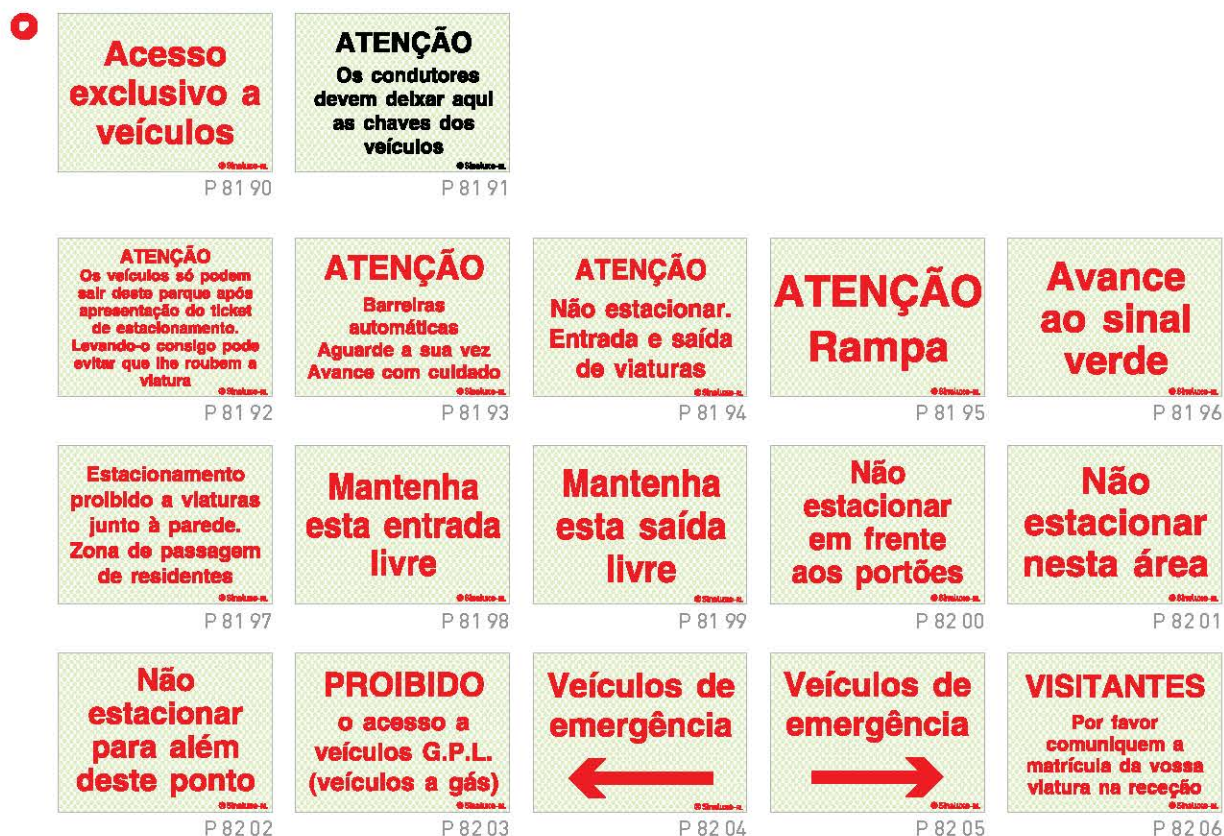 Acesso
exclusivo a
veículos
© Sinalux®-PL
P 81 90
ATENÇÃO
Os condutores
devem deixar aqui
as chaves dos
veículos
P 81 91
ATENÇÃO
Os veículos só podem
sair deste parque após
apresentação do ticket
de estacionamento.
Levando-o consigo pode
evitar que lhe roubem a
viatura
P 81 92
ATENÇÃO
Barreiras
automáticas
Aguarde a sua vez
Avance com cuidado
P 81 93
ATENÇÃO
Não estacionar.
Entrada e saída
de viaturas
P 81 94
ATENÇÃO
Rampa
P 81 95
Avance
ao sinal
verde
P 81 96
Estacionamento
proibido a viaturas
junto à parede.
Zona de passagem
de residentes
P 81 97
Mantenha
esta entrada
livre
P 81 98
Mantenha
esta saída
livre
P 81 99
Não
estacionar
em frente
aos portões
P 82 00
Não
estacionar
nesta área
P 82 01
Não
estacionar
para além
deste ponto
P 82 02
PROIBIDO
o acesso a
veículos G.P.L.
(veículos a gás)
P 82 03
Veículos de
emergência
P 82 04
Veículos de
emergência
P 82 05
VISITANTES
Por favor
comuniquem a
matrícula da vossa
viatura na receção
P 82 06